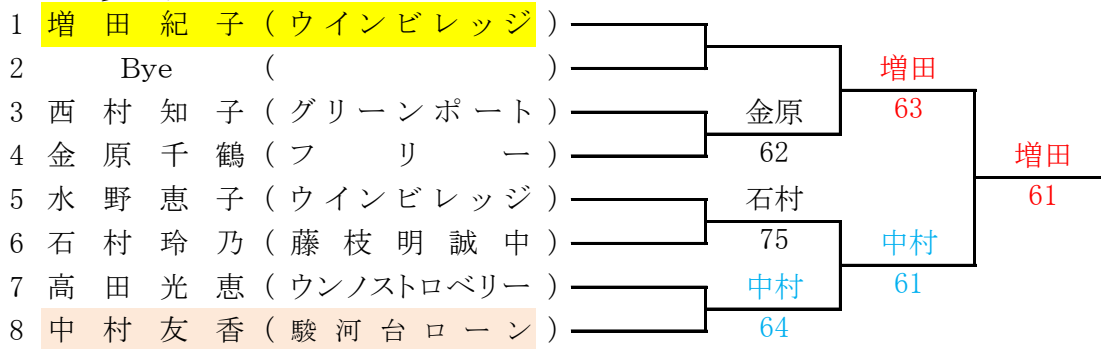 1 増田紀子(ウインビレッジ)
2 Bye ( )
増田
3 西村知子(グリーンポート)
金原
63
4 金原千鶴(フリー)
62
増田
5 水野恵子(ウインビレッジ)
石村
61
6 石村玲乃(藤枝明誠中)
75
中村
7 高田光恵(ウンノストロベリー)
中村
61
8 中村友香(駿河台ローン)
64